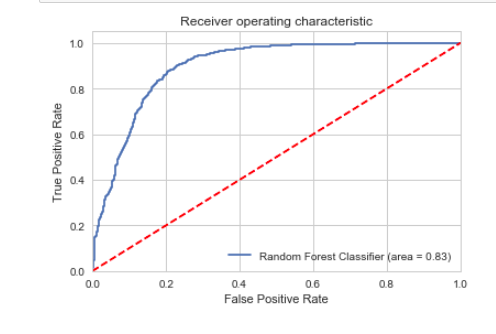 Receiver operating characteristic
1.0
0.8
0.6
0.4
0.2
0.0
True Positive Rate
Random Forest Classifier (area = 0.83)
0.0 0.2 0.4 0.6 0.8 1.0
False Positive Rate